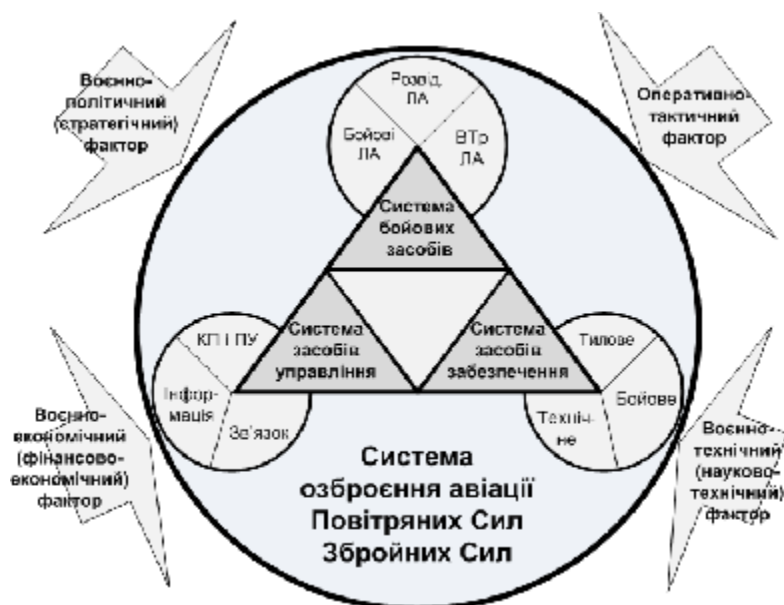 Воєнно-
політичний
(стратегічний)
фактор
Розвід.
ЛА
Бойові
ЛА
ВТр
ЛА
Оперативно-
тактичний
фактор
Система
бойових
засобів
КП і ПУ
Інфор-
мація
Зв'язок
Система
засобів
управління
Система
засобів
забезпечення
Тилове
Бойове
Техніч-
не
Воєнно-
економічний
(фінансово-
економічний)
фактор
Система
озброєння авіації
Повітряних Сил
Збройних Сил
Воєнно-
технічний
(науково-
технічний)
фактор